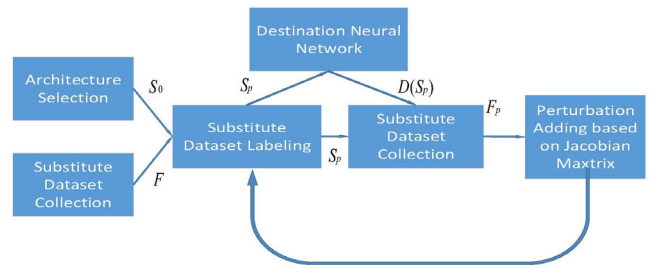 Destination Neural
Network
Architecture
Selection
S0
Sp
D(Sp)
Substitute
Dataset Labeling
Sp
Substitute
Dataset
Collection
Fp
Perturbation
Adding based
on Jacobian
Maxtrix
Substitute
Dataset
Collection
F